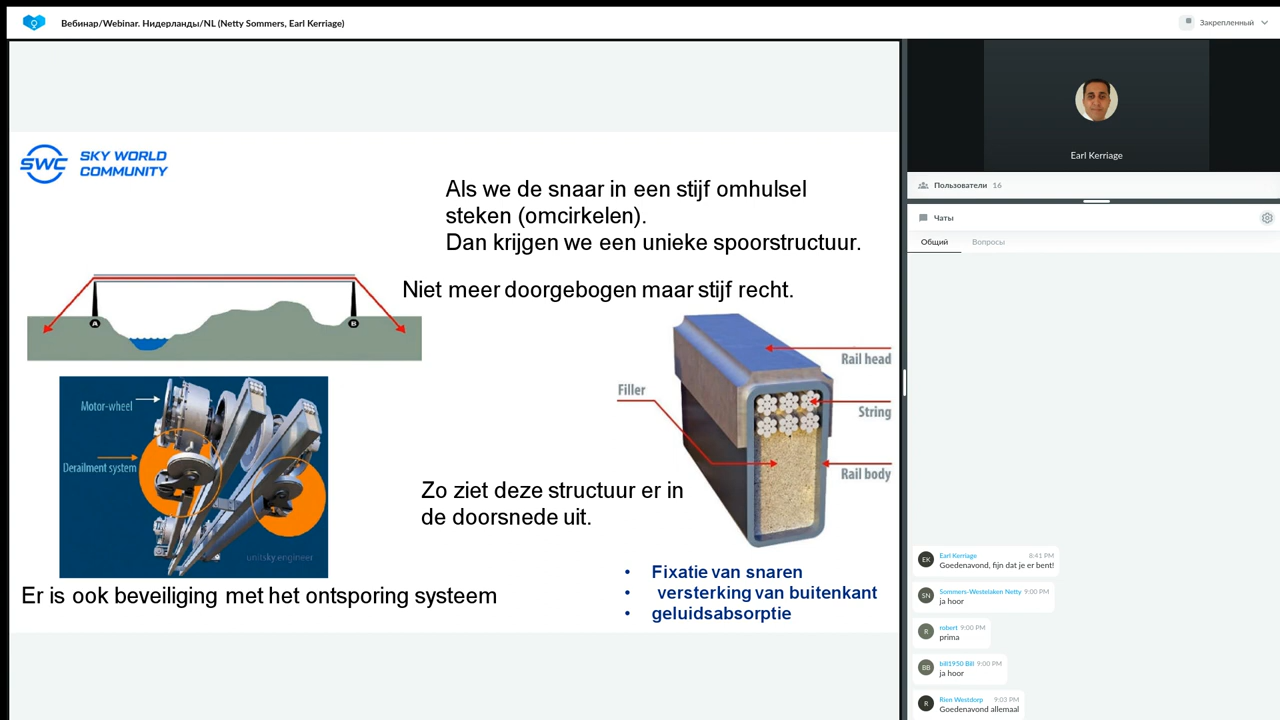 Вебинар/Webinar. Нидерланды/NL (Netty Sommers, Earl Kerriage)
Закрепленный
SWC
SKY WORLD
COMMUNITY
Als we de snaar in een stijf omhulsel
steken (omcirkelen).
Dan krijgen we een unieke spoorstructuur.
Niet meer doorgebogen maar stijf recht.
A
B
Motor-wheel
Derailment system
unitsky engineer
Rail head
Filler
String
Rail body
Zo ziet deze structuur er in
de doorsnede uit.
Er is ook beveiliging met het ontsporing systeem
• Fixatie van snaren
• versterking van buitenkant
• geluidsabsorptie
Earl Kerriage
Пользователи 16
Чаты
Общий Вопросы
EK Earl Kerriage 8:41 PM
Goedenavond, fijn dat je er bent!
SN Sommers-Westelaken Netty 9:00 PM
ja hoor
R robert 9:00 PM
prima
BB bill1950 Bill 9:00 PM
ja hoor
R Rien Westdorp 9:03 PM
Goedenavond allemaal